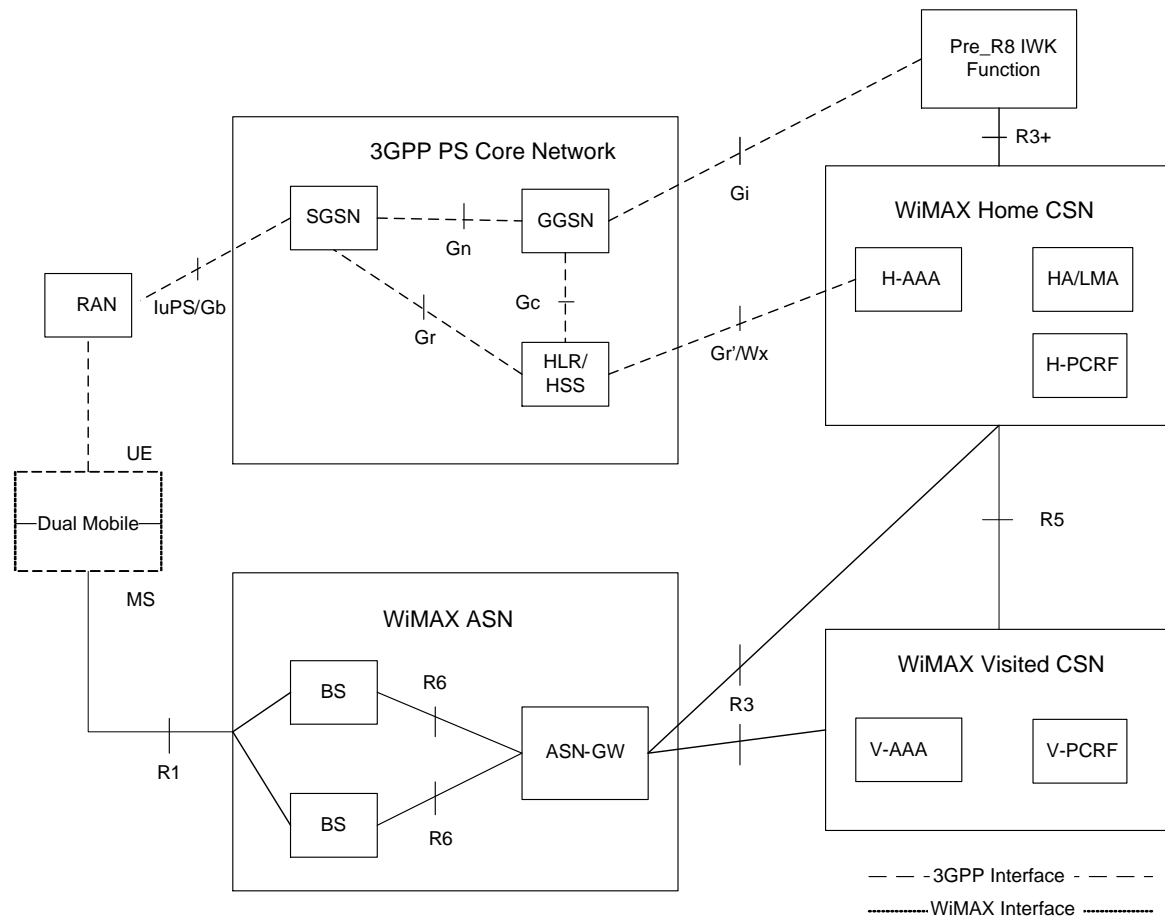 Pre_R8 IWK
Function
R3+
3GPP PS Core Network
Gi
WiMAX Home CSN
SGSN
Gn
GGSN
H-AAA
HA/LMA
RAN
IuPS/Gb
Gr
Gc
Gr'/Wx
HLR/
HSS
H-PCRF
UE
Dual Mobile
MS
R5
WiMAX ASN
WiMAX Visited CSN
BS
R6
R3
ASN-GW
V-AAA
V-PCRF
R1
BS
R6
3GPP Interface
WiMAX Interface